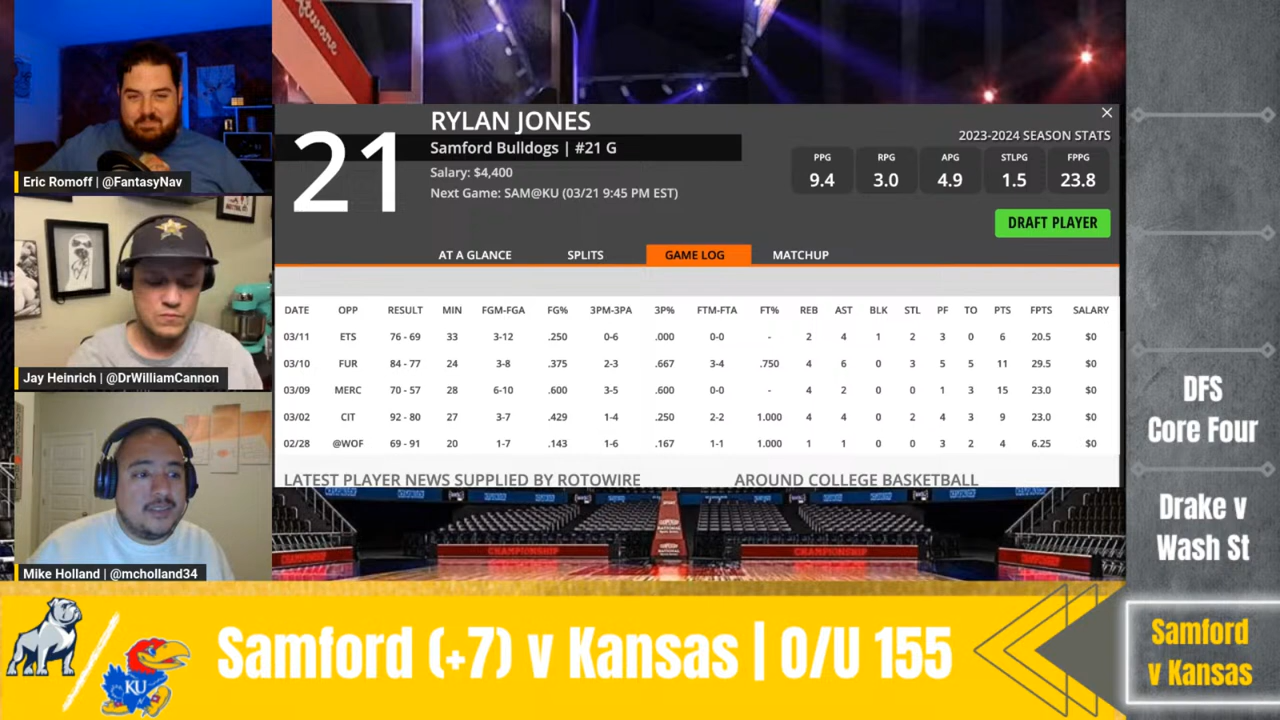 Eric Romoff | @FantasyNav
Jay Heinrich | @DrWilliamCannon
Mike Holland | @mcholland34
21
RYLAN JONES
Samford Bulldogs | #21 G
Salary: $4,400
Next Game: SAM@KU (03/21 9:45 PM EST)
2023-2024 SEASON STATS
PPG RPG APG STLPG FPPG
9.4 3.0 4.9 1.5 23.8
DRAFT PLAYER
AT A GLANCE SPLITS GAME LOG MATCHUP
DATE OPP RESULT MIN FGM-FGA FG% 3PM-3PA 3P% FTM-FTA FT% REB AST BLK STL PF TO PTS FPTS SALARY
03/11 ETS 76 - 69 33 3-12 .250 0-6 .000 0-0 - 2 4 1 2 3 0 6 20.5 $0
03/10 FUR 84 - 77 24 3-8 .375 2-3 .667 3-4 .750 4 6 0 3 5 5 11 29.5 $0
03/09 MERC 70 - 57 28 6-10 .600 3-5 .600 0-0 - 4 2 0 0 1 3 15 23.0 $0
03/02 CIT 92 - 80 27 3-7 .429 1-4 .250 2-2 1.000 4 4 0 2 4 3 9 23.0 $0
02/28 @WOF 69 - 91 20 1-7 .143 1-6 .167 1-1 1.000 1 1 0 0 3 2 4 6.25 $0
LATEST PLAYER NEWS SUPPLIED BY ROTOWIRE AROUND COLLEGE BASKETBALL
CHAMPIONSHIP
CHAMPIONSHIP
DFS
Core Four
Drake v
Wash St
Samford
v Kansas
KU
Samford (+7) v Kansas | O/U 155